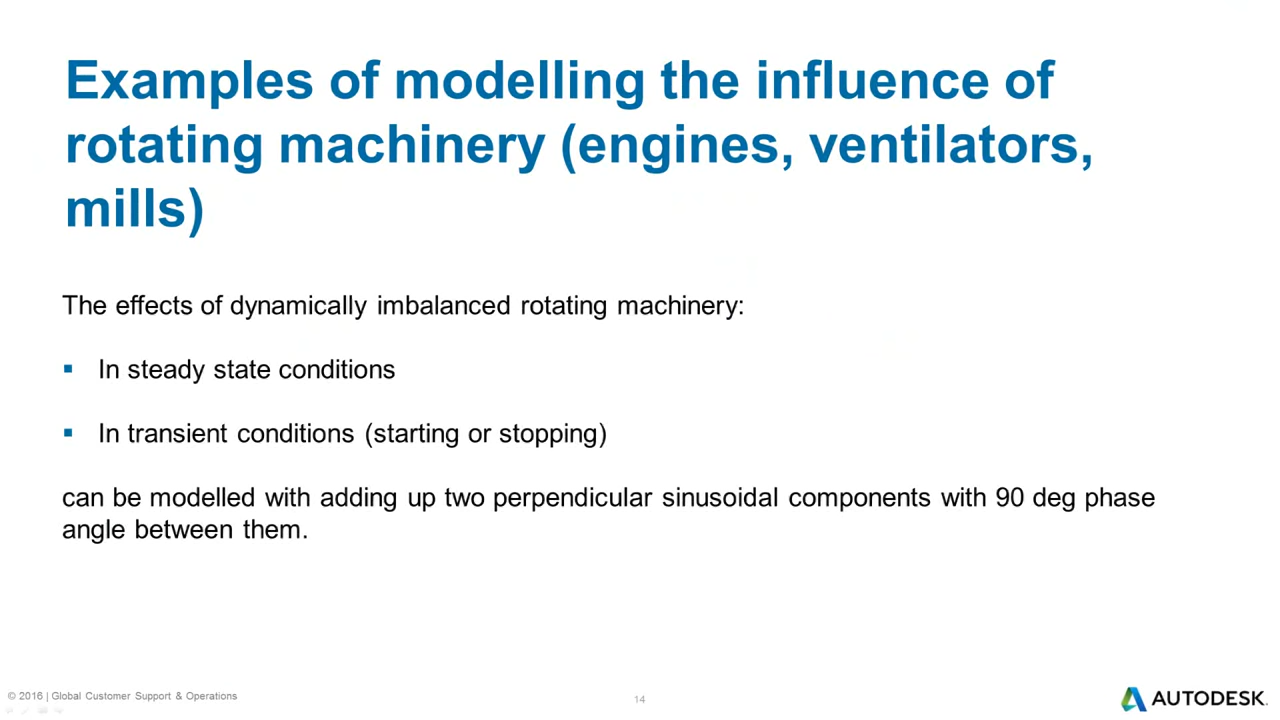 Examples of modelling the influence of
rotating machinery (engines, ventilators,
mills)
The effects of dynamically imbalanced rotating machinery:
▪ In steady state conditions
▪ In transient conditions (starting or stopping)
can be modelled with adding up two perpendicular sinusoidal components with 90 deg phase
angle between them.
© 2016 | Global Customer Support & Operations
14
AUTODESK.